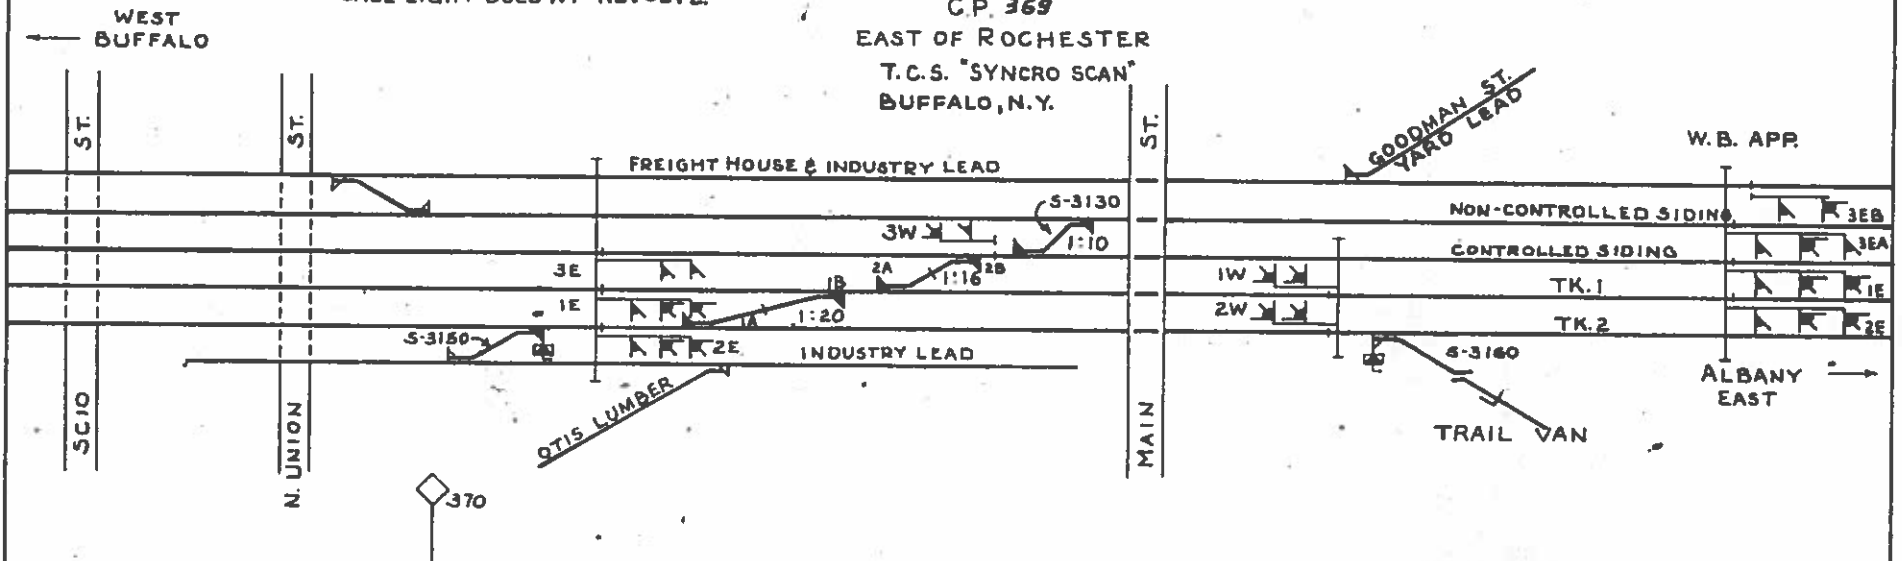 C.P. 369
WEST
BUFFALO
EAST OF ROCHESTER
T.C.S. "SYNCRO SCAN"
BUFFALO, N.Y.
ST.
ST.
ST.
GOODMAN ST.
YARD LEAD
W.B. APP.
FREIGHT HOUSE & INDUSTRY LEAD
S-3130
NON-CONTROLLED SIDING
3EB
3W
1:10
CONTROLLED SIDING
3EA
3E
2A
2B
1:16
1W
TK.1
1E
1E
1B
1A
1:20
2W
TK.2
2E
S-3150
2E
INDUSTRY LEAD
S-3160
ALBANY
EAST
OTIS LUMBER
SCIO
N. UNION
MAIN
TRAIL VAN
370